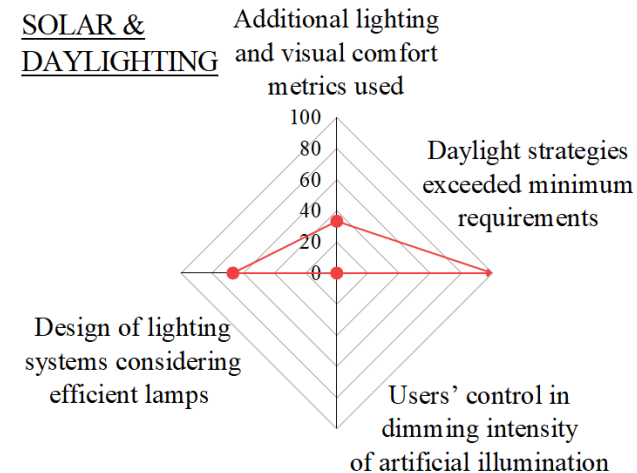 SOLAR &
DAYLIGHTING
Additional lighting
and visual comfort
metrics used
100
80
60
40
20
0
Daylight strategies
exceeded minimum
requirements
Design of lighting
systems considering
efficient lamps
Users’ control in
dimming intensity
of artificial illumination